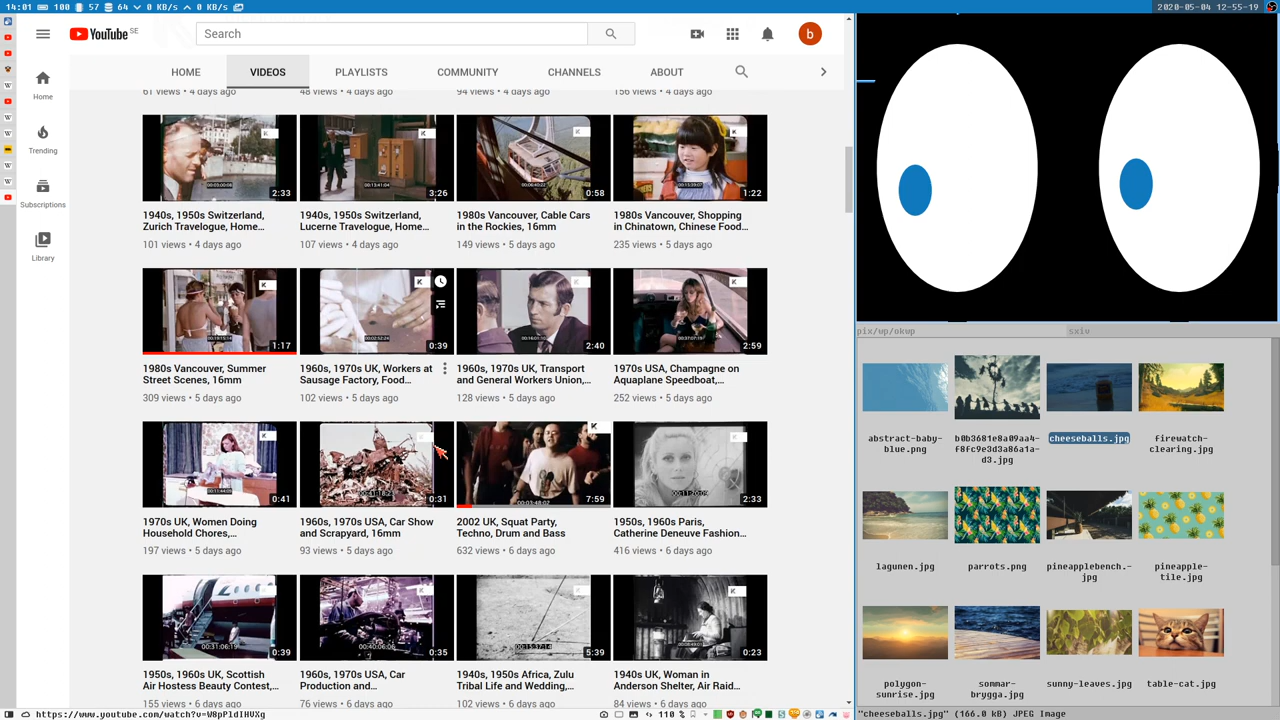 14:01 100 57 64 0 KB/s 0 KB/s
2020-05-04 12-55-19
YouTube SE
Search
b
HOME VIDEOS PLAYLISTS COMMUNITY CHANNELS ABOUT
Home
Trending
Subscriptions
Library
61 views • 4 days ago
48 views • 4 days ago
94 views • 4 days ago
156 views • 4 days ago
2:33
3:26
0:58
1:22
1940s, 1950s Switzerland,
Zurich Travelogue, Home...
101 views • 4 days ago
1940s, 1950s Switzerland,
Lucerne Travelogue, Home...
107 views • 4 days ago
1980s Vancouver, Cable Cars
in the Rockies, 16mm
149 views • 5 days ago
1980s Vancouver, Shopping
in Chinatown, Chinese Food...
235 views • 5 days ago
1:17
0:39
2:40
2:59
1980s Vancouver, Summer
Street Scenes, 16mm
309 views • 5 days ago
1960s, 1970s UK, Workers at
Sausage Factory, Food...
102 views • 5 days ago
1960s, 1970s UK, Transport
and General Workers Union,...
128 views • 5 days ago
1970s USA, Champagne on
Aquaplane Speedboat,...
252 views • 5 days ago
0:41
0:31
7:59
2:33
1970s UK, Women Doing
Household Chores,...
197 views • 5 days ago
1960s, 1970s USA, Car Show
and Scrapyard, 16mm
93 views • 5 days ago
2002 UK, Squat Party,
Techno, Drum and Bass
632 views • 6 days ago
1950s, 1960s Paris,
Catherine Deneuve Fashion...
416 views • 6 days ago
0:39
0:35
5:39
0:23
1950s, 1960s UK, Scottish
Air Hostess Beauty Contest,...
155 views • 6 days ago
1960s, 1970s USA, Car
Production and...
76 views • 6 days ago
1940s, 1950s Africa, Zulu
Tribal Life and Wedding,...
142 views • 6 days ago
1940s UK, Woman in
Anderson Shelter, Air Raid...
84 views • 6 days ago
pix/wp/okwp
sxiv
abstract-baby-
blue.png
b0b3681e8a09aa4-
f8fc9e3d3a86a1a-
d3.jpg
cheeseballs.jpg
firewatch-
clearing.jpg
lagunen.jpg
parrots.png
pineapplebench.-
jpg
pineapple-
tile.jpg
polygon-
sunrise.jpg
sommar-
brygga.jpg
sunny-leaves.jpg
table-cat.jpg
https://www.youtube.com/watch?v=W8pPldIHUXg
110 %
"cheeseballs.jpg" (166.0 kB) JPEG Image